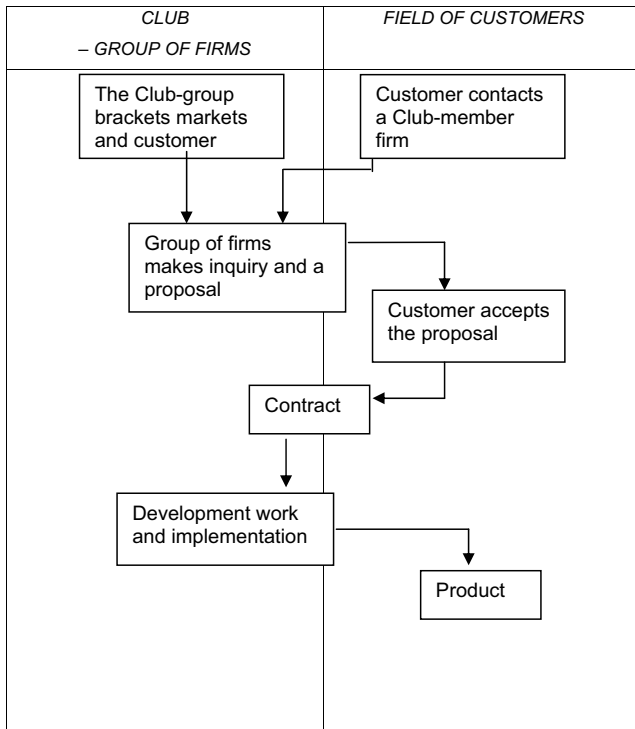 CLUB
– GROUP OF FIRMS
FIELD OF CUSTOMERS
The Club-group
brackets markets
and customer
Customer contacts
a Club-member
firm
Group of firms
makes inquiry and a
proposal
Customer accepts
the proposal
Contract
Development work
and implementation
Product